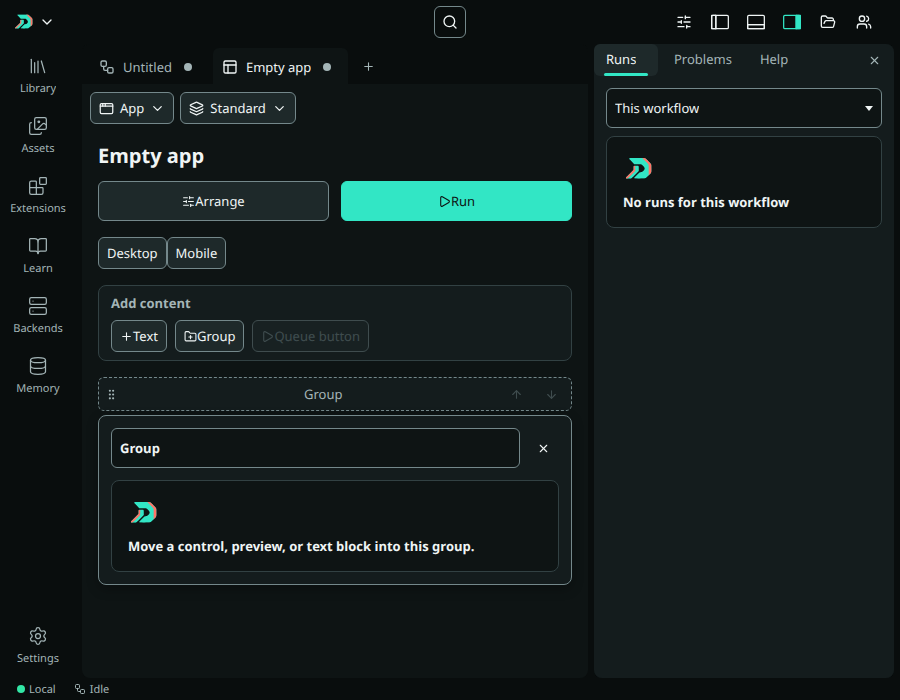 Untitled
Empty app
Runs
Problems
Help
Library
Assets
Extensions
Learn
Backends
Memory
Settings
App
Standard
Empty app
Arrange
Run
Desktop
Mobile
Add content
Text
Group
Queue button
Group
Group
Move a control, preview, or text block into this group.
This workflow
No runs for this workflow
Local
Idle